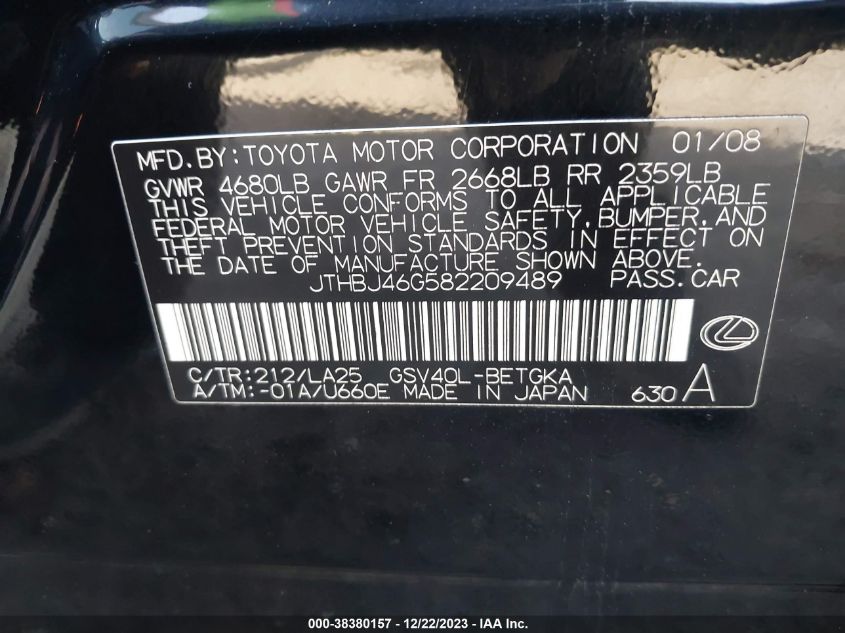 MFD.BY:TOYOTA MOTOR CORPORATION 01/08
GVWR 4680LB GAWR FR 2668LB RR 2359LB
THIS VEHICLE CONFORMS TO ALL APPLICABLE
FEDERAL MOTOR VEHICLE SAFETY,BUMPER,AND
THEFT PREVENTION STANDARDS IN EFFECT ON
THE DATE OF MANUFACTURE SHOWN ABOVE.
JTHBJ46G582209489 PASS.CAR
C/TR:212/LA25 GSV40L-BETGKA
A/TM:-01A/U660E MADE IN JAPAN 630 A
000-38380157 - 12/22/2023 - IAA Inc.